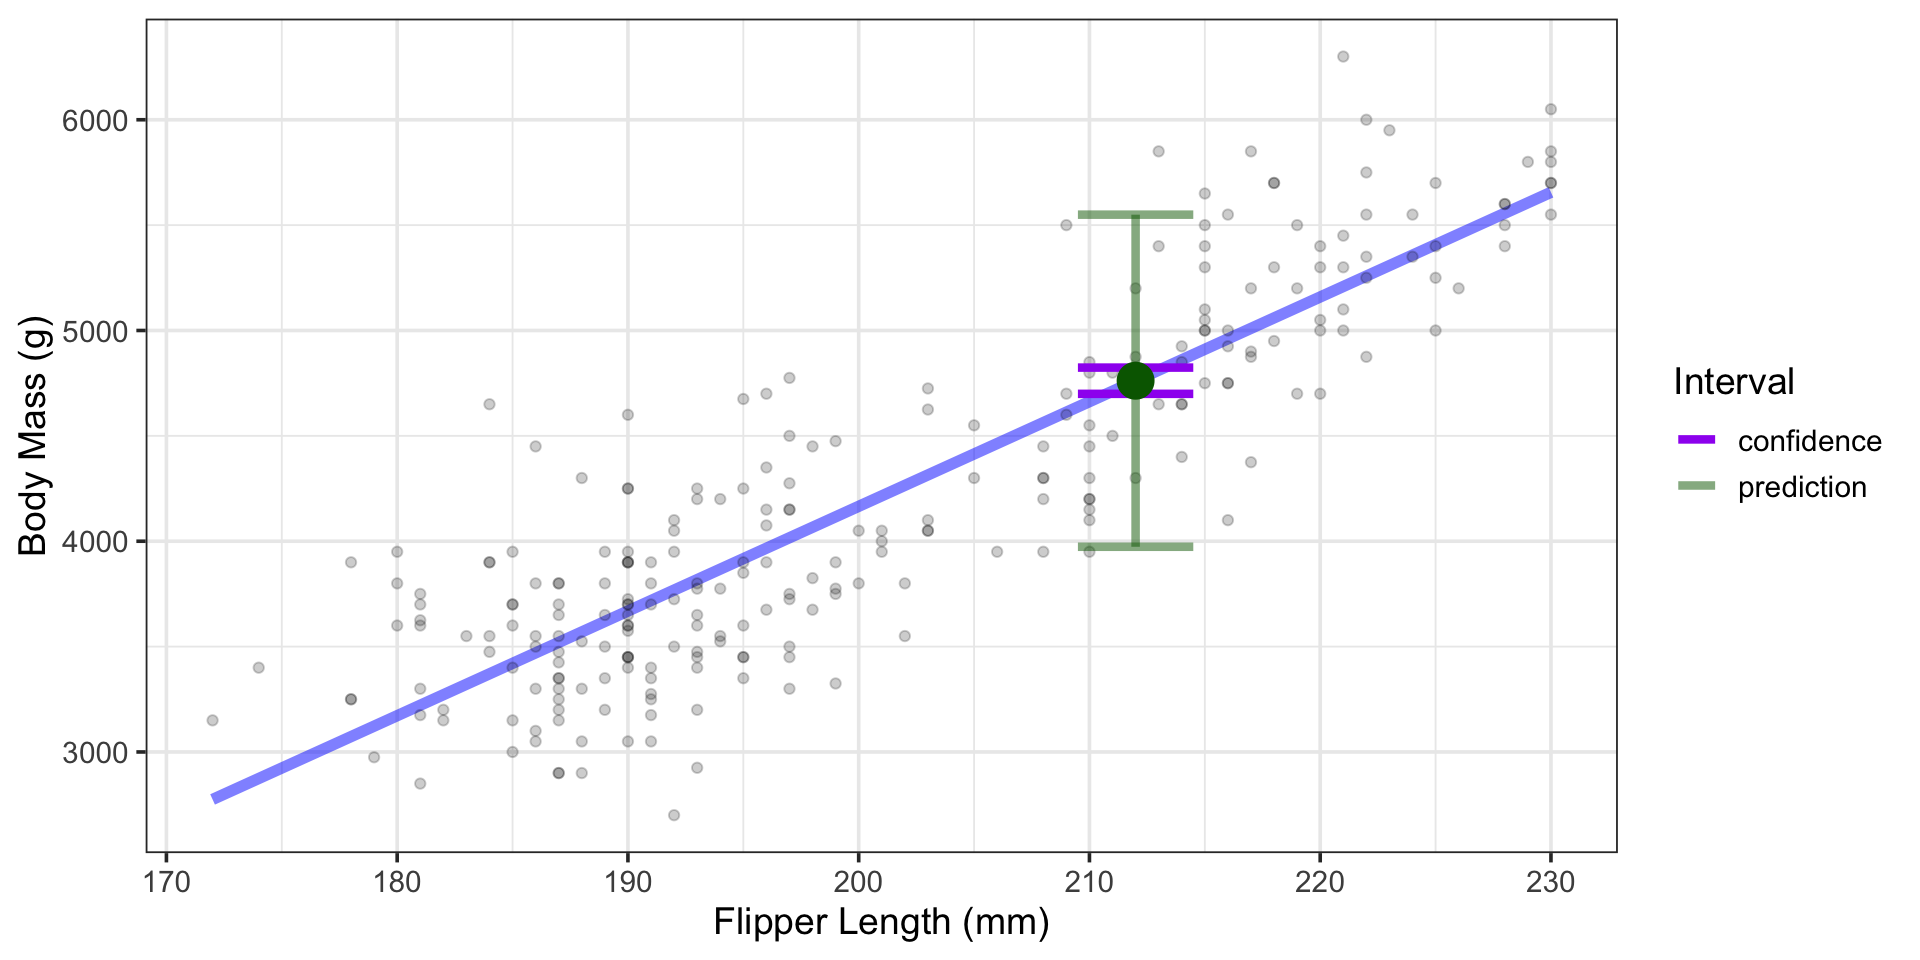 6000
5000
4000
3000
Body Mass (g)
170 180 190 200 210 220 230
Flipper Length (mm)
Interval
confidence
prediction